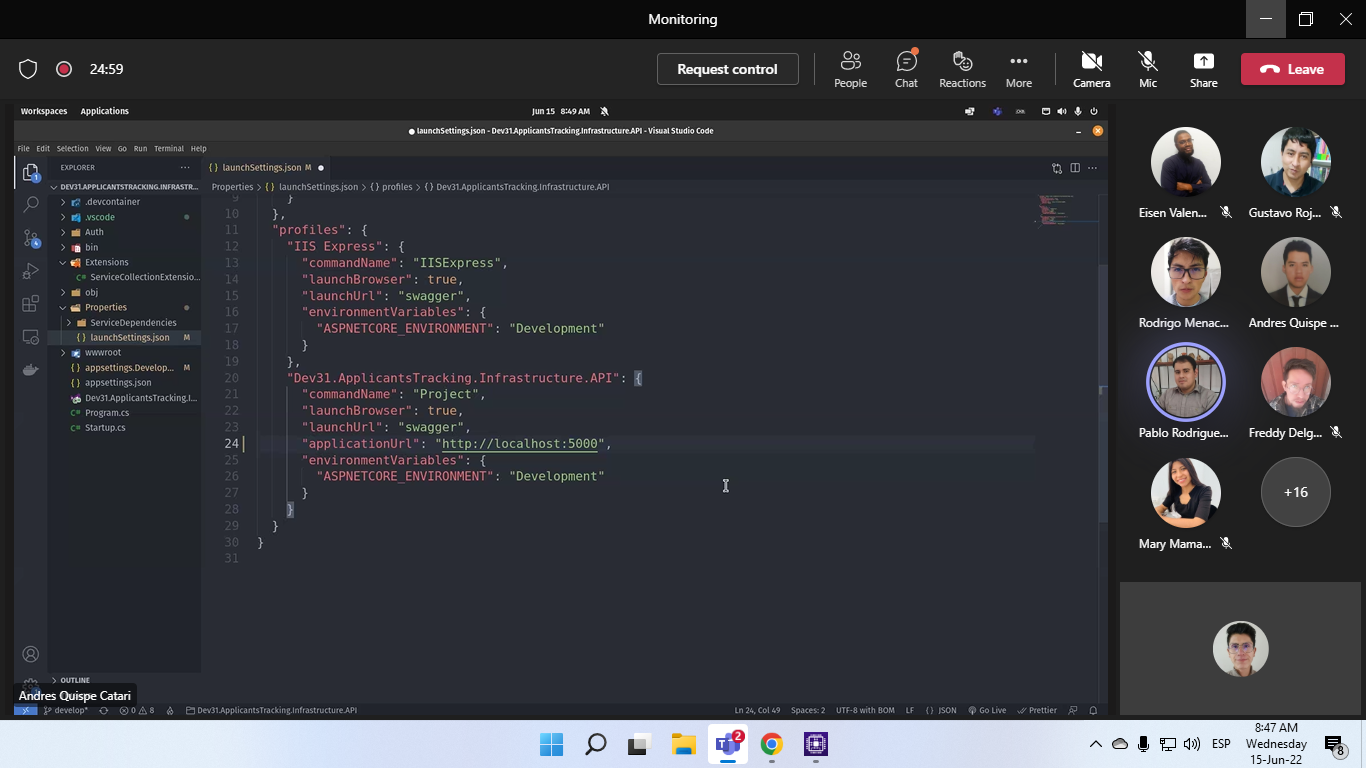 Monitoring
24:59
Request control
People
Chat
Reactions
More
Camera
Mic
Share
Leave
Workspaces Applications
Jun 15 8:49 AM
● launchSettings.json - Dev31.ApplicantsTracking.Infrastructure.API - Visual Studio Code
File Edit Selection View Go Run Terminal Help
EXPLORER
DEV31.APPLICANTSTRACKING.INFRASTR...
.devcontainer
.vscode
Auth
bin
Extensions
ServiceCollectionExtensio...
obj
Properties
ServiceDependencies
launchSettings.json M
wwwroot
appsettings.Develop... M
appsettings.json
Dev31.ApplicantsTracking.I...
Program.cs
Startup.cs
OUTLINE
1
4
{ } launchSettings.json M ●
Properties > { } launchSettings.json > { } profiles > { } Dev31.ApplicantsTracking.Infrastructure.API
9 }
10 },
11 "profiles": {
12 "IIS Express": {
13 "commandName": "IISExpress",
14 "launchBrowser": true,
15 "launchUrl": "swagger",
16 "environmentVariables": {
17 "ASPNETCORE_ENVIRONMENT": "Development"
18 }
19 },
20 "Dev31.ApplicantsTracking.Infrastructure.API": {
21 "commandName": "Project",
22 "launchBrowser": true,
23 "launchUrl": "swagger",
24 "applicationUrl": "http://localhost:5000",
25 "environmentVariables": {
26 "ASPNETCORE_ENVIRONMENT": "Development"
27 }
28 }
29 }
30 }
31
Andres Quispe Catari
develop* 0 8 Dev31.ApplicantsTracking.Infrastructure.API
Ln 24, Col 49 Spaces: 2 UTF-8 with BOM LF { } JSON Go Live Prettier
Eisen Valen...
Gustavo Roj...
Rodrigo Menac...
Andres Quispe ...
Pablo Rodrigue...
Freddy Delg...
Mary Mama...
+16
2
ESP
8:47 AM
Wednesday
15-Jun-22
8